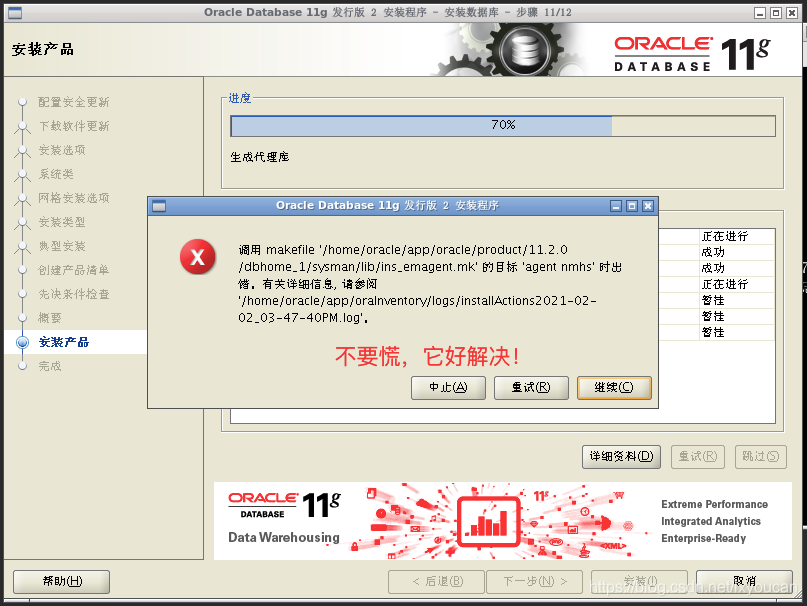 Oracle Database 11g 发行版 2 安装程序 - 安装数据库 - 步骤 11/12
安装产品
ORACLE
DATABASE 11g
配置安全更新
下载软件更新
安装选项
系统类
网格安装选项
安装类型
典型安装
创建产品清单
先决条件检查
概要
安装产品
完成
进度
70%
生成代理库
正在进行
成功
成功
正在进行
暂挂
暂挂
暂挂
Oracle Database 11g 发行版 2 安装程序
调用 makefile '/home/oracle/app/oracle/product/11.2.0
/dbhome_1/sysman/lib/ins_emagent.mk' 的目标 'agent nmhs' 时出
错。有关详细信息, 请参阅
'/home/oracle/app/oraInventory/logs/installActions2021-02-
02_03-47-40PM.log'。
不要慌，它好解决！
中止(A)
重试(R)
继续(C)
详细资料(D)
重试(R)
跳过(S)
ORACLE
DATABASE 11g
Data Warehousing
11g
<XML>
Extreme Performance
Integrated Analytics
Enterprise-Ready
帮助(H)
< 后退(B)
下一步(N) >
安装(I)
取消
https://blog.csdn.net/fxyoucan